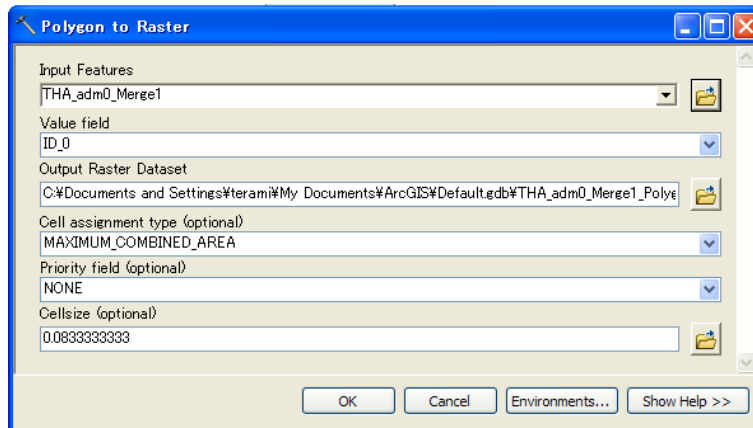 Polygon to Raster
Input Features
THA_adm0_Merge1
Value field
ID_0
Output Raster Dataset
C:¥Documents and Settings¥terami¥My Documents¥ArcGIS¥Default.gdb¥THA_adm0_Merge1_Polyg
Cell assignment type (optional)
MAXIMUM_COMBINED_AREA
Priority field (optional)
NONE
Cellsize (optional)
0.0833333333
OK Cancel Environments... Show Help >>